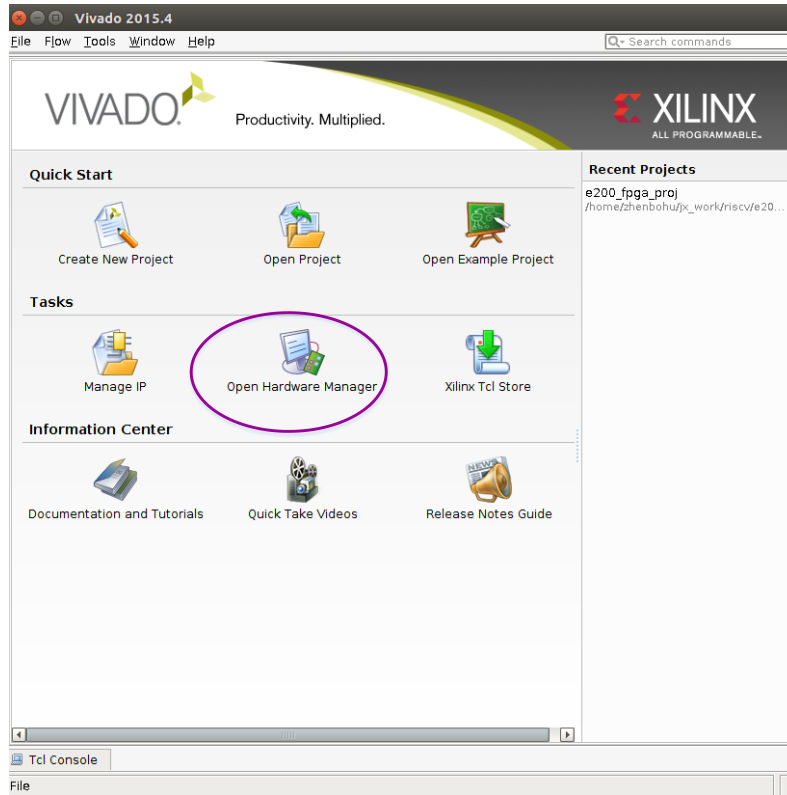 Vivado 2015.4
File Flow Tools Window Help
Search commands
VIVADO.
Productivity. Multiplied.
XILINX
ALL PROGRAMMABLE.
Quick Start
Create New Project
Open Project
Open Example Project
Tasks
Manage IP
Open Hardware Manager
Xilinx Tcl Store
Information Center
NEWS
Documentation and Tutorials
Quick Take Videos
Release Notes Guide
Recent Projects
e200_fpga_proj
/home/zhenbohu/jx_work/riscv/e20...
Tcl Console
File